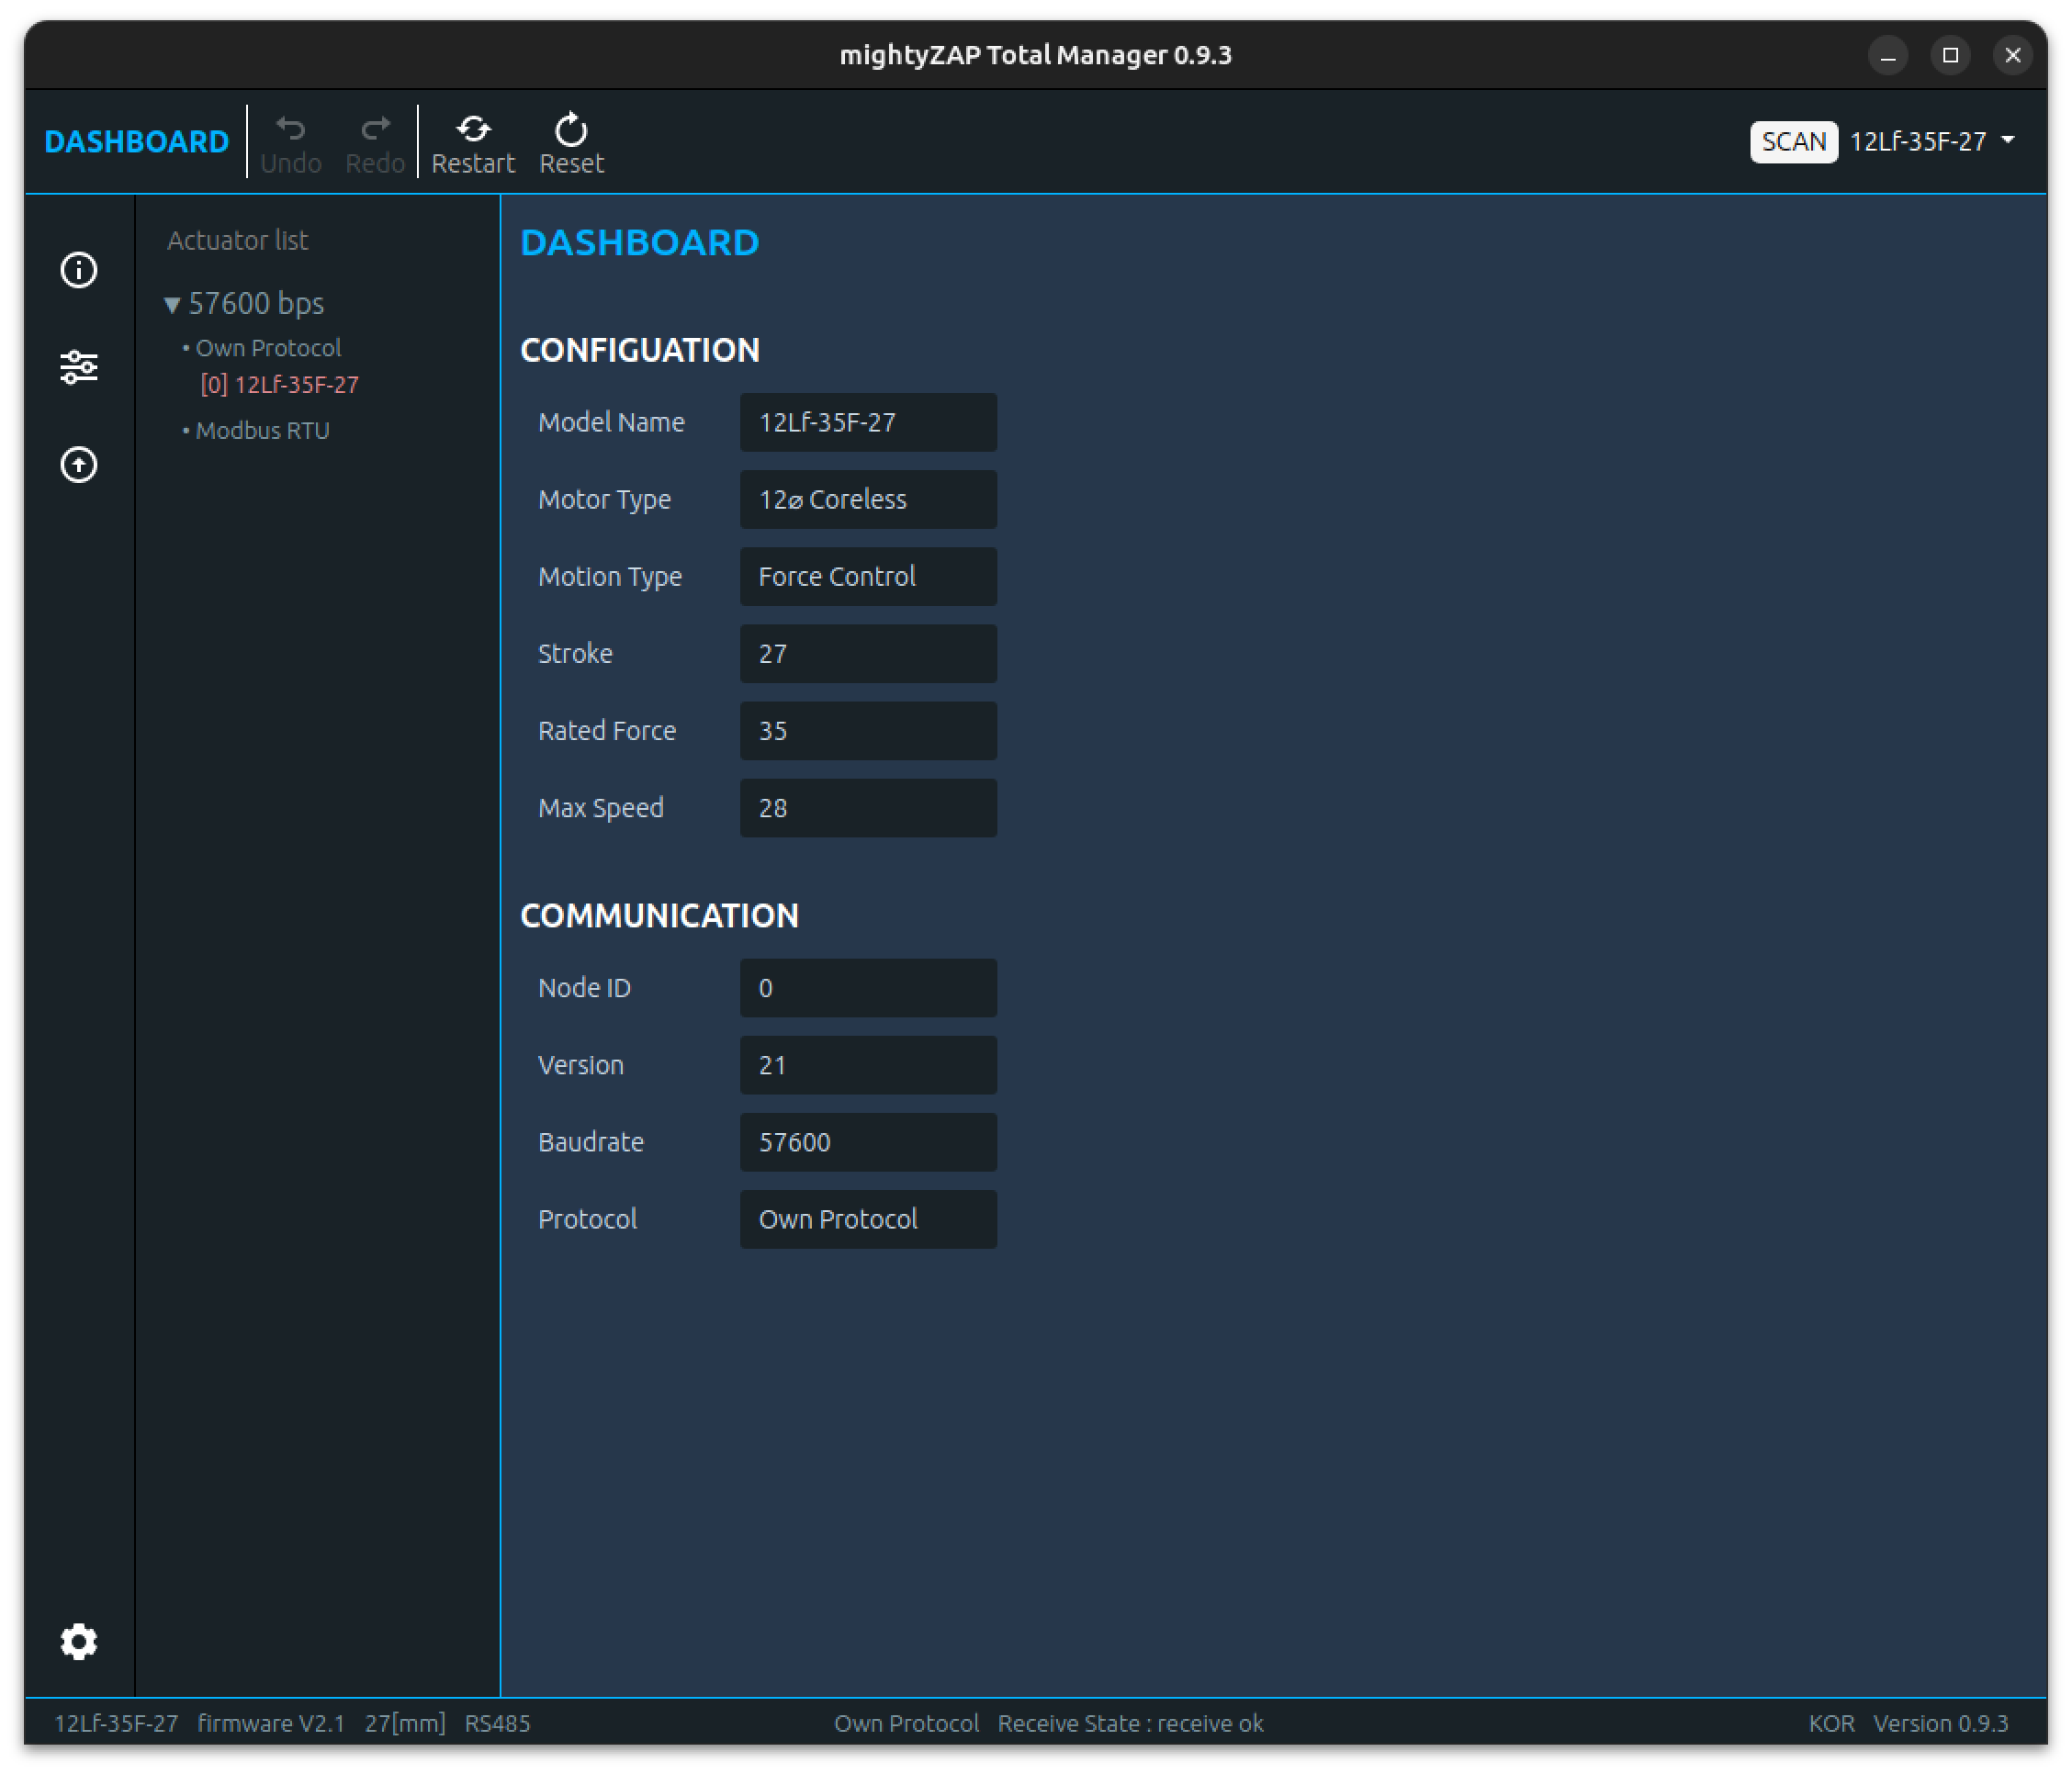 mightyZAP Total Manager 0.9.3
DASHBOARD
Undo
Redo
Restart
Reset
SCAN
12Lf-35F-27
Actuator list
▼ 57600 bps
• Own Protocol
[0] 12Lf-35F-27
• Modbus RTU
DASHBOARD
CONFIGUATION
Model Name 12Lf-35F-27
Motor Type 12ø Coreless
Motion Type Force Control
Stroke 27
Rated Force 35
Max Speed 28
COMMUNICATION
Node ID 0
Version 21
Baudrate 57600
Protocol Own Protocol
12Lf-35F-27 firmware V2.1 27[mm] RS485 Own Protocol Receive State : receive ok KOR Version 0.9.3